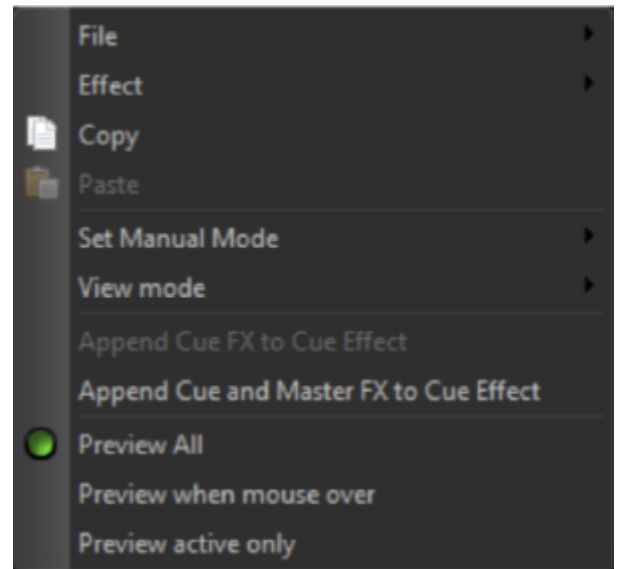 File
Effect
Copy
Paste
Set Manual Mode
View mode
Append Cue FX to Cue Effect
Append Cue and Master FX to Cue Effect
Preview All
Preview when mouse over
Preview active only